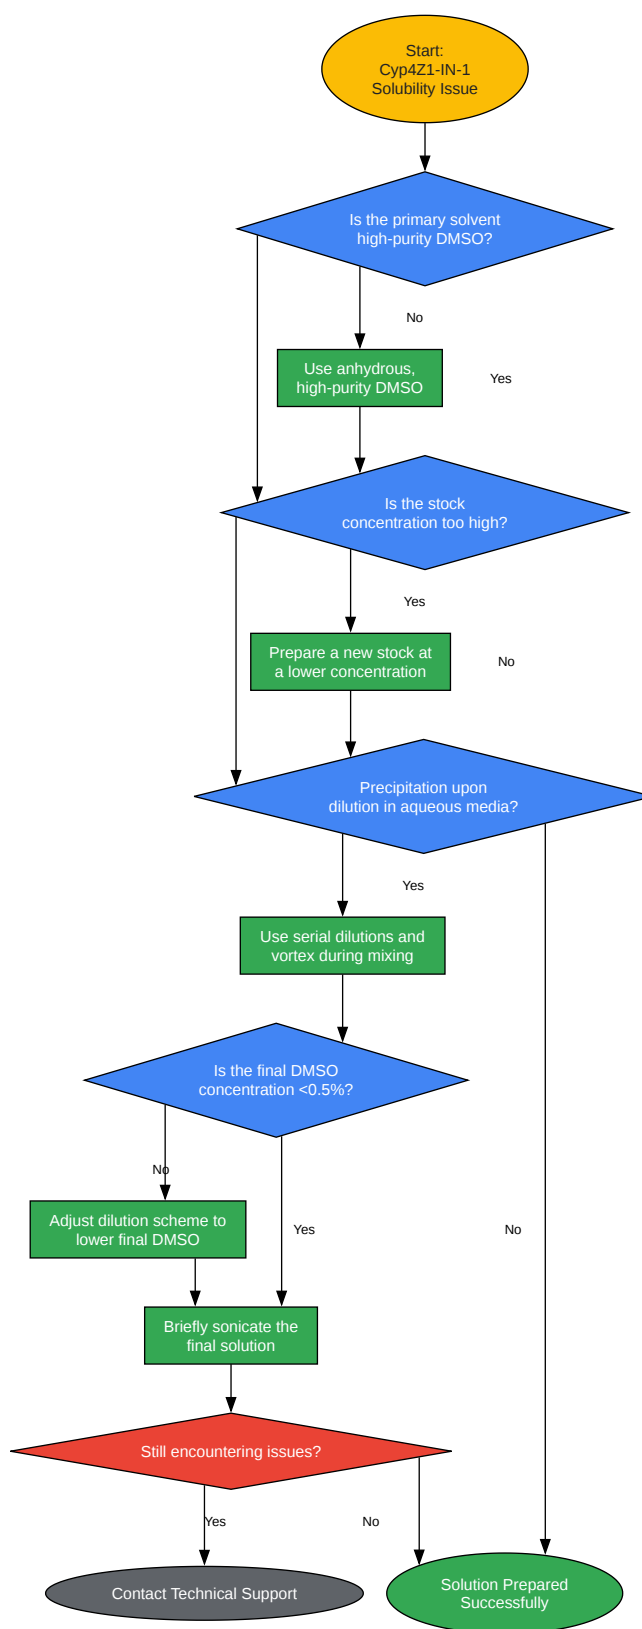 Start:
Cyp4Z1-IN-1
Solubility Issue
Is the primary solvent
high-purity DMSO?
No
Use anhydrous,
high-purity DMSO
Yes
Is the stock
concentration too high?
Yes
Prepare a new stock at
a lower concentration
No
Precipitation upon
dilution in aqueous media?
Yes
Use serial dilutions and
vortex during mixing
Is the final DMSO
concentration <0.5%?
No
Adjust dilution scheme to
lower final DMSO
Yes
No
Briefly sonicate the
final solution
Still encountering issues?
Yes
No
Contact Technical Support
Solution Prepared
Successfully